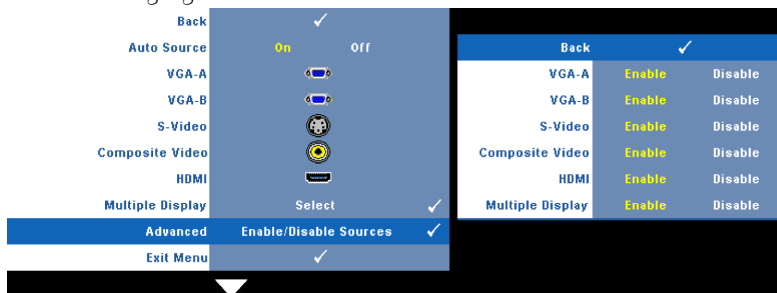 Back ✓
Auto Source On Off
VGA-A
VGA-B
S-Video
Composite Video
HDMI
Multiple Display Select ✓
Advanced Enable/Disable Sources ✓
Exit Menu ✓
Back ✓
VGA-A Enable Disable
VGA-B Enable Disable
S-Video Enable Disable
Composite Video Enable Disable
HDMI Enable Disable
Multiple Display Enable Disable